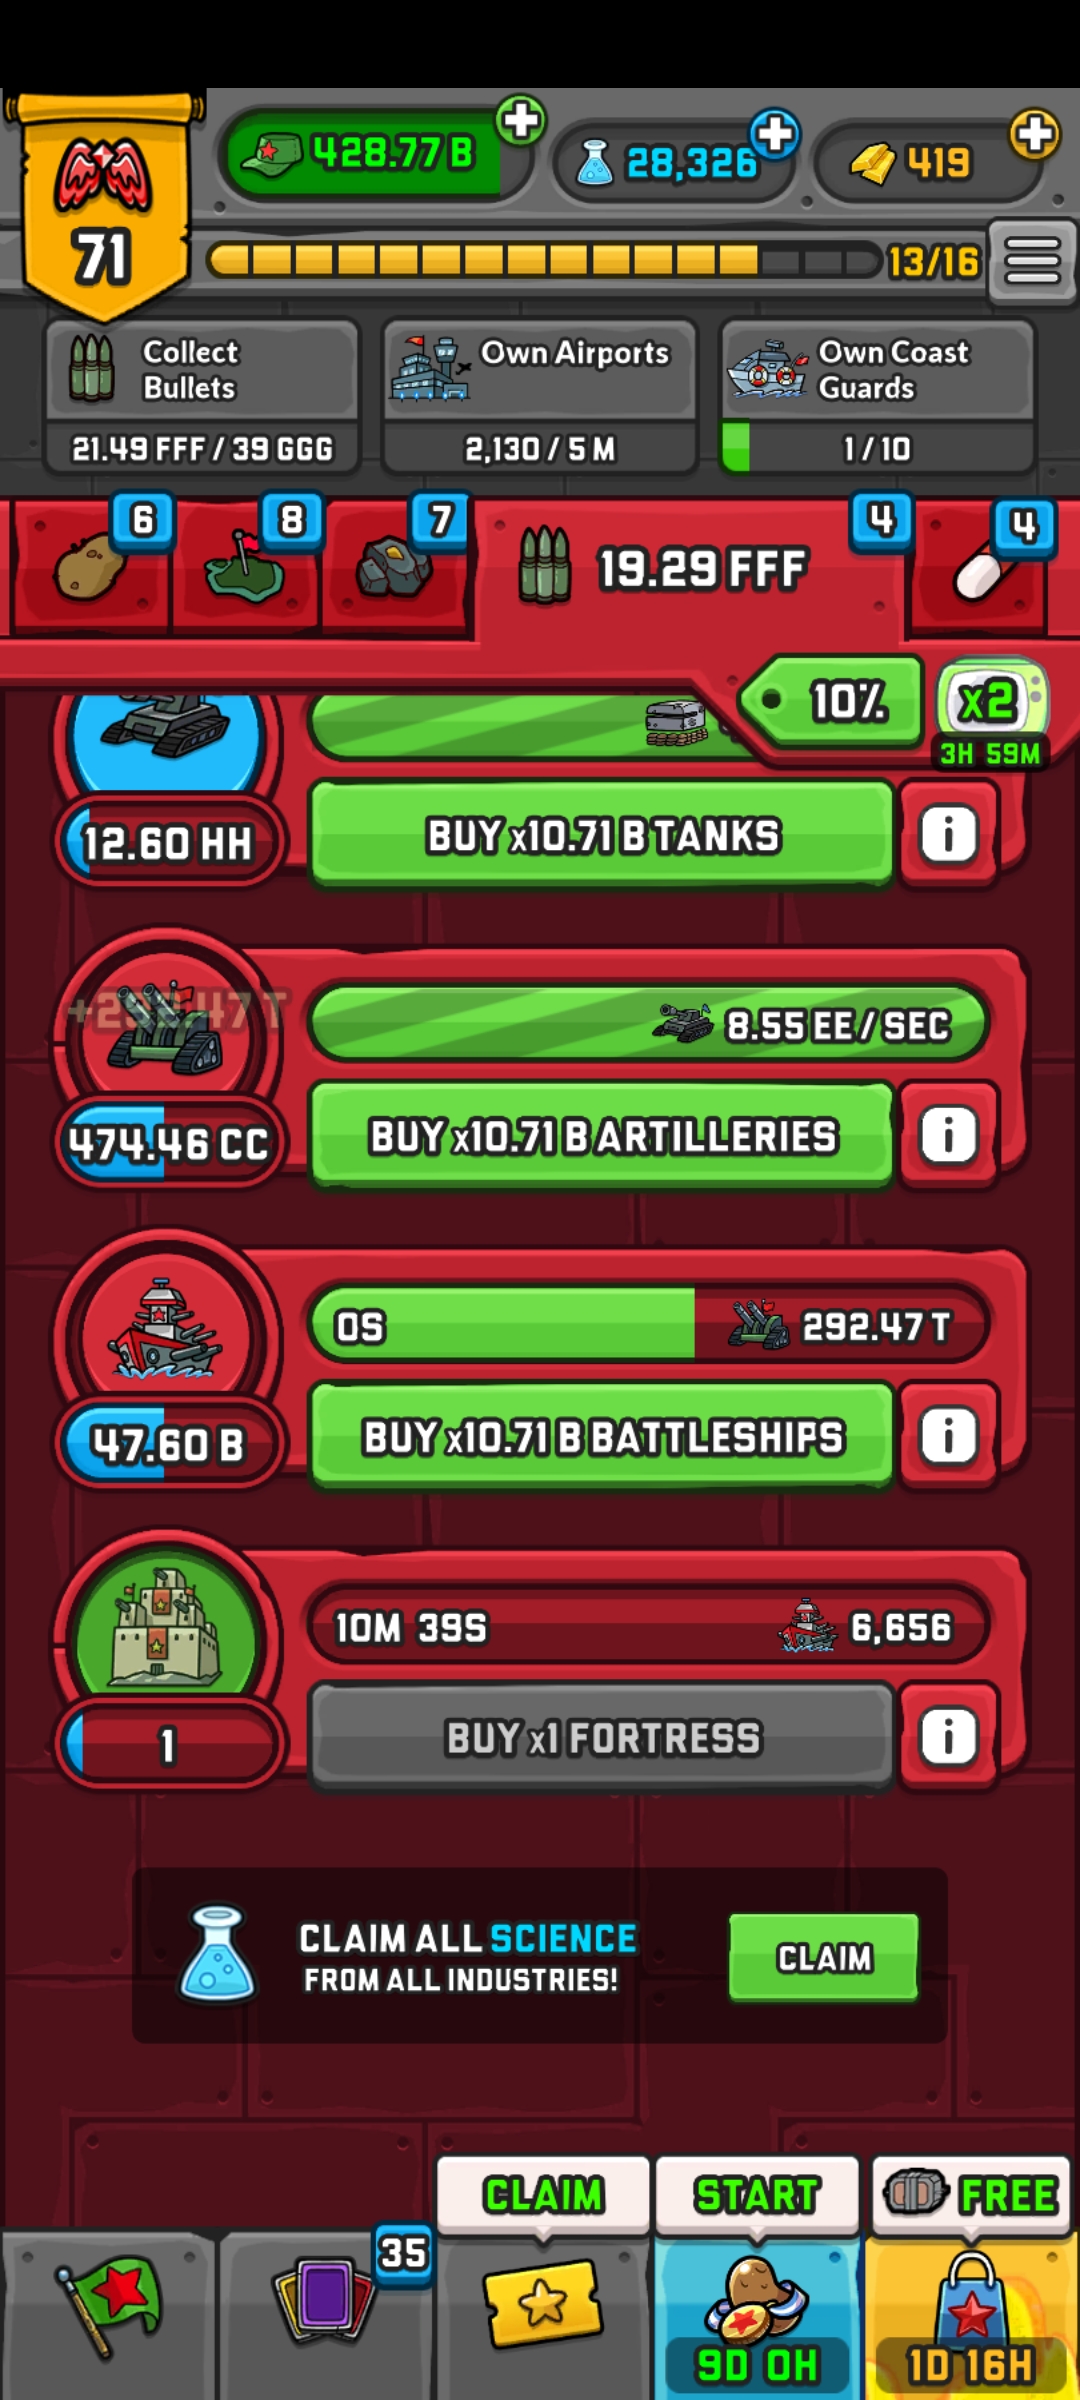 428.77 B
28,326
419
71
13/16
Collect
Bullets
21.49 FFF / 39 GGG
Own Airports
2,130 / 5 M
Own Coast
Guards
1 / 10
6
8
7
19.29 FFF
4
4
10%
x2
3H 59M
12.60 HH
BUY x10.71 B TANKS
i
+292.47 T
8.55 EE / SEC
474.46 CC
BUY x10.71 B ARTILLERIES
i
0S
292.47 T
47.60 B
BUY x10.71 B BATTLESHIPS
i
10M 39S
6,656
1
BUY x1 FORTRESS
i
CLAIM ALL SCIENCE
FROM ALL INDUSTRIES!
CLAIM
CLAIM
START
FREE
35
9D 0H
1D 16H